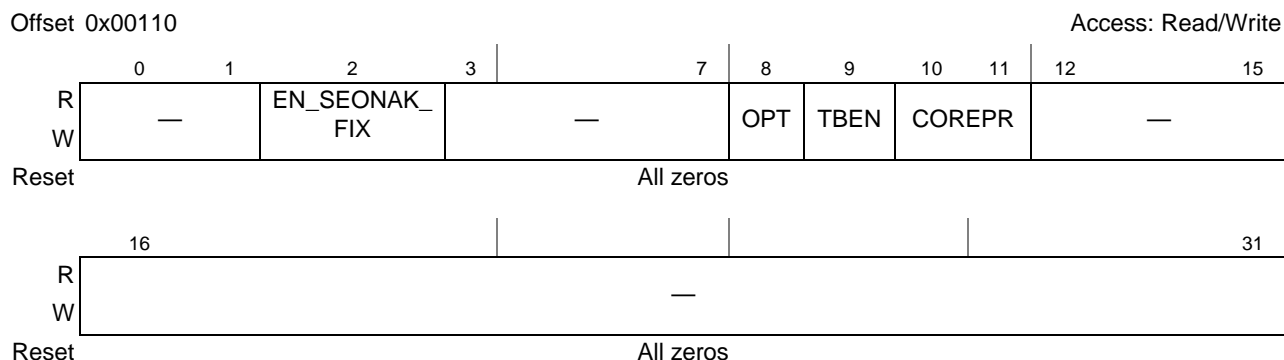 Offset 0x00110 Access: Read/Write
0 1 2 3 7 8 9 10 11 12 15
R W — EN_SEONAK_ FIX — OPT TBEN COREPR —
Reset All zeros
16 31
R W —
Reset All zeros